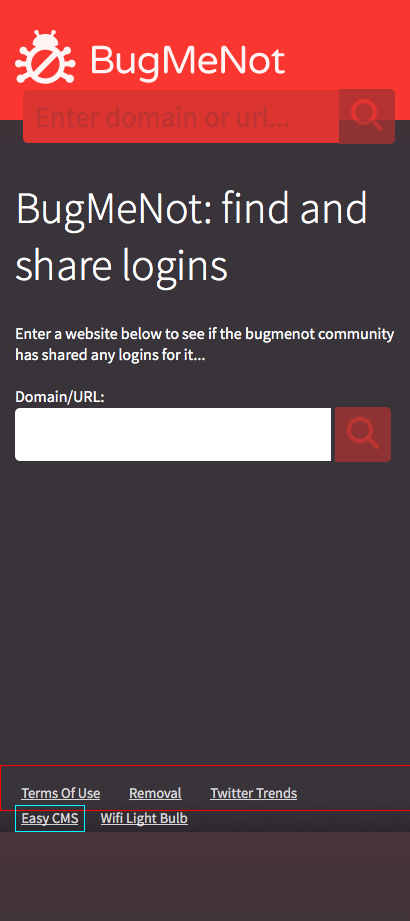 BugMeNot
Enter domain or url...
BugMeNot: find and
share logins
Enter a website below to see if the bugmenot community
has shared any logins for it...
Domain/URL:
Terms Of Use Removal Twitter Trends
Easy CMS Wifi Light Bulb